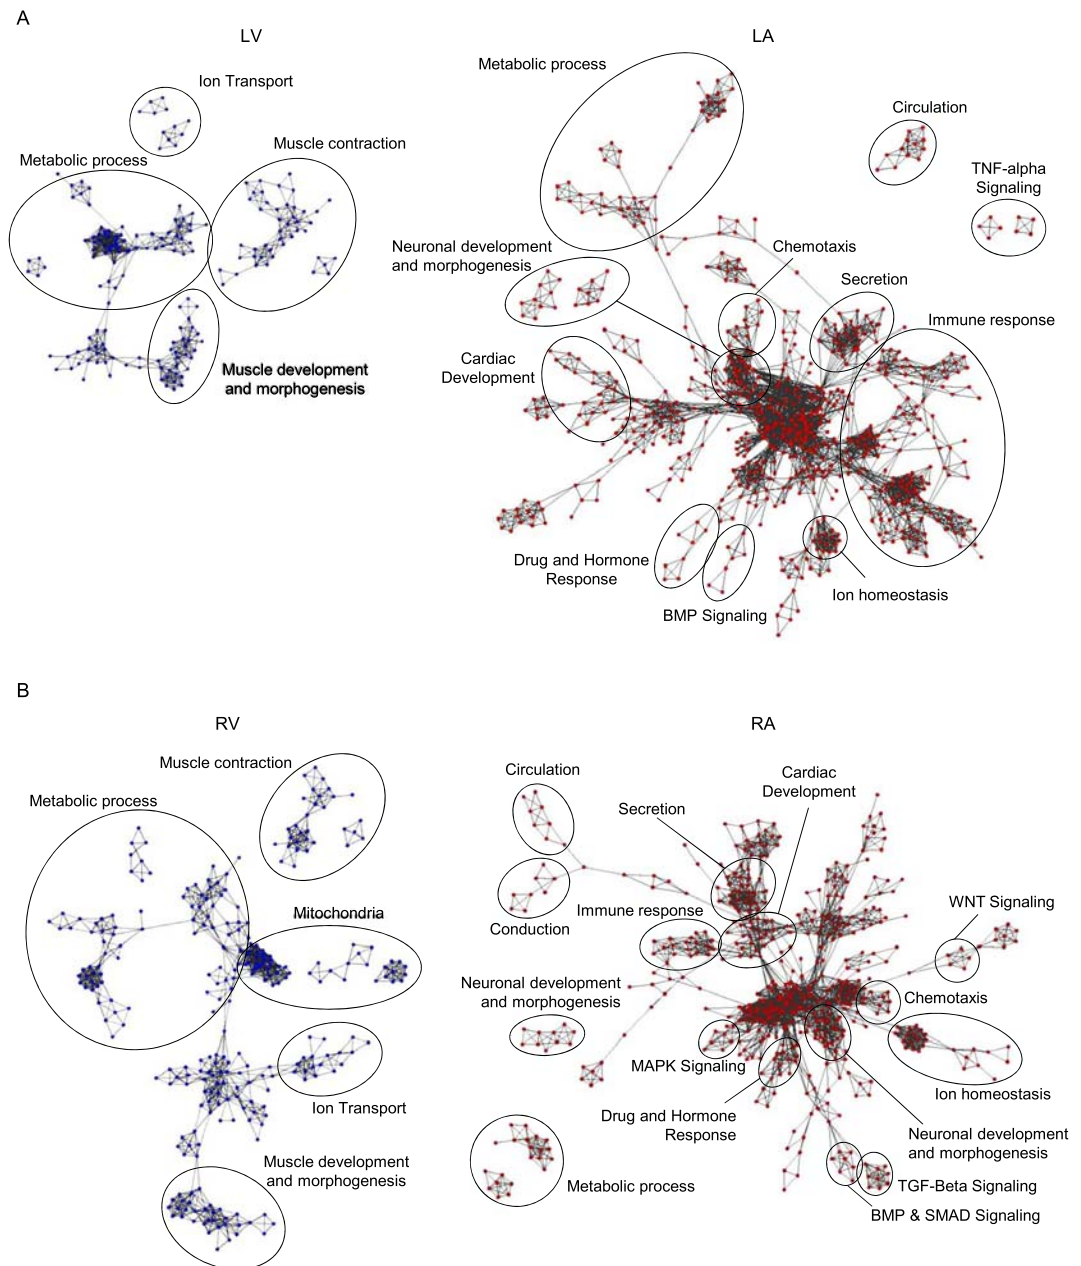 A
LV
LA
Ion Transport
Metabolic process
Muscle contraction
Muscle development
and morphogenesis
Metabolic process
Circulation
TNF-alpha
Signaling
Neuronal development
and morphogenesis
Chemotaxis
Secretion
Immune response
Cardiac
Development
Drug and Hormone
Response
BMP Signaling
Ion homeostasis
B
RV
RA
Muscle contraction
Metabolic process
Mitochondria
Ion Transport
Muscle development
and morphogenesis
Circulation
Cardiac
Development
Secretion
Conduction
Immune response
WNT Signaling
Neuronal development
and morphogenesis
Chemotaxis
MAPK Signaling
Ion homeostasis
Drug and Hormone
Response
Neuronal development
and morphogenesis
Metabolic process
TGF-Beta Signaling
BMP & SMAD Signaling